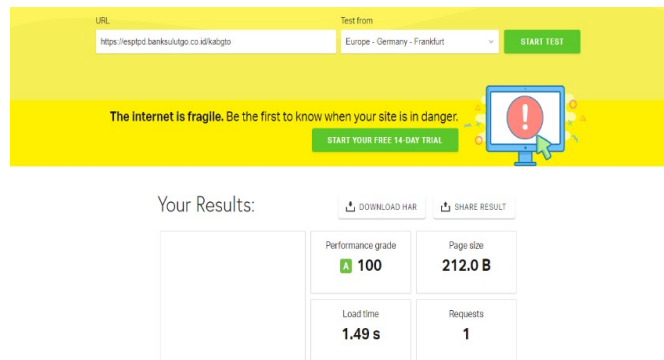 URL
Test from
https://esptpd.banksulutgo.co.id/kabgto
Europe - Germany - Frankfurt
START TEST
The internet is fragile. Be the first to know when your site is in danger.
START YOUR FREE 14-DAY TRIAL
Your Results:
DOWNLOAD HAR
SHARE RESULT
Performance grade
Page size
A 100
212.0 B
Load time
Requests
1.49 s
1